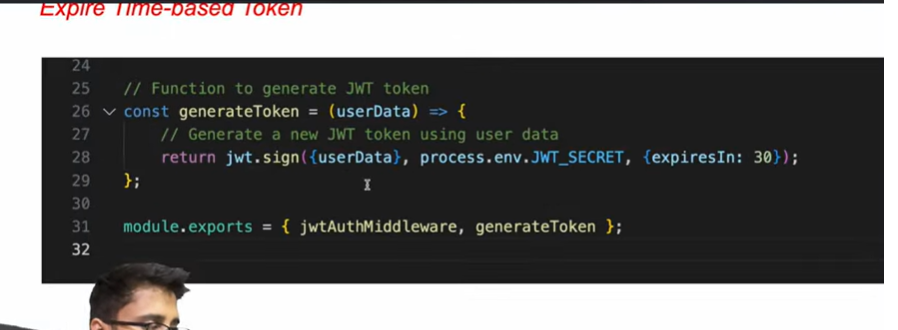 Expire Time-based Token
24
25 // Function to generate JWT token
26 const generateToken = (userData) => {
27 // Generate a new JWT token using user data
28 return jwt.sign({userData}, process.env.JWT_SECRET, {expiresIn: 30});
29 };
30
31 module.exports = { jwtAuthMiddleware, generateToken };
32